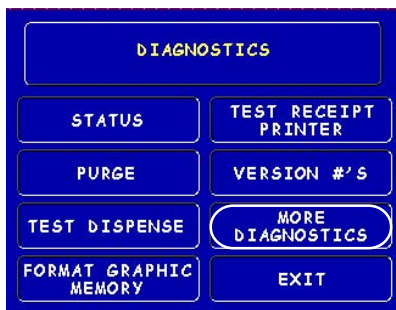 DIAGNOSTICS
STATUS
TEST RECEIPT
PRINTER
PURGE
VERSION #'S
TEST DISPENSE
MORE
DIAGNOSTICS
FORMAT GRAPHIC
MEMORY
EXIT